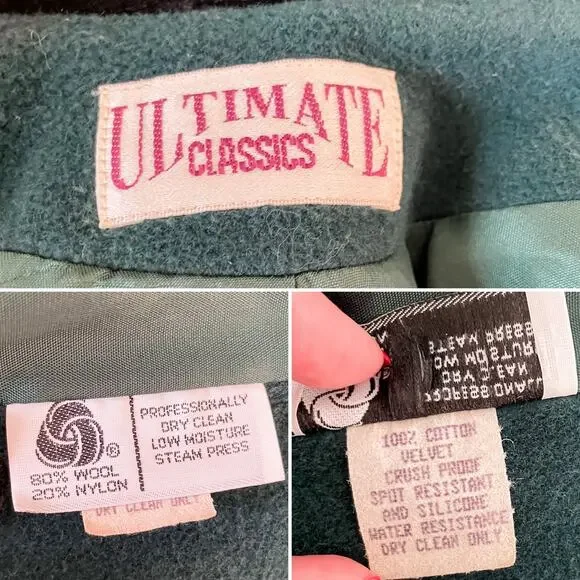 ULTIMATE
CLASSICS
PROFESSIONALLY
DRY CLEAN
LOW MOISTURE
STEAM PRESS
®
80% WOOL
20% NYLON
DRY CLEAN ONLY
100% COTTON
VELVET
CRUSH PROOF
SPOT RESISTANT
AND SILICONE
WATER RESISTANCE
DRY CLEAN ONLY